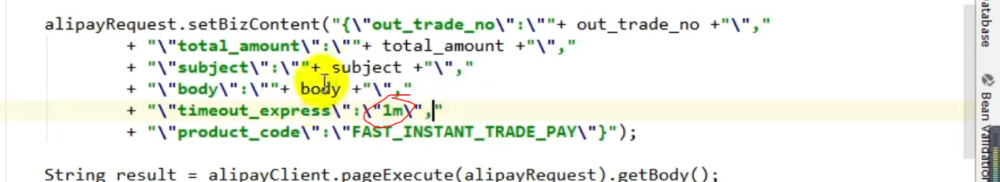 alipayRequest.setBizContent("{\"out_trade_no\":\""+ out_trade_no +"\","
+ "\"total_amount\":\""+ total_amount +"\","
+ "\"subject\":\""+ subject +"\","
+ "\"body\":\""+ body +"\","
+ "\"timeout_express\":\"1m\","
+ "\"product_code\":\"FAST_INSTANT_TRADE_PAY\"}");
String result = alipayClient.pageExecute(alipayRequest).getBody();
atabase
Bean Validation